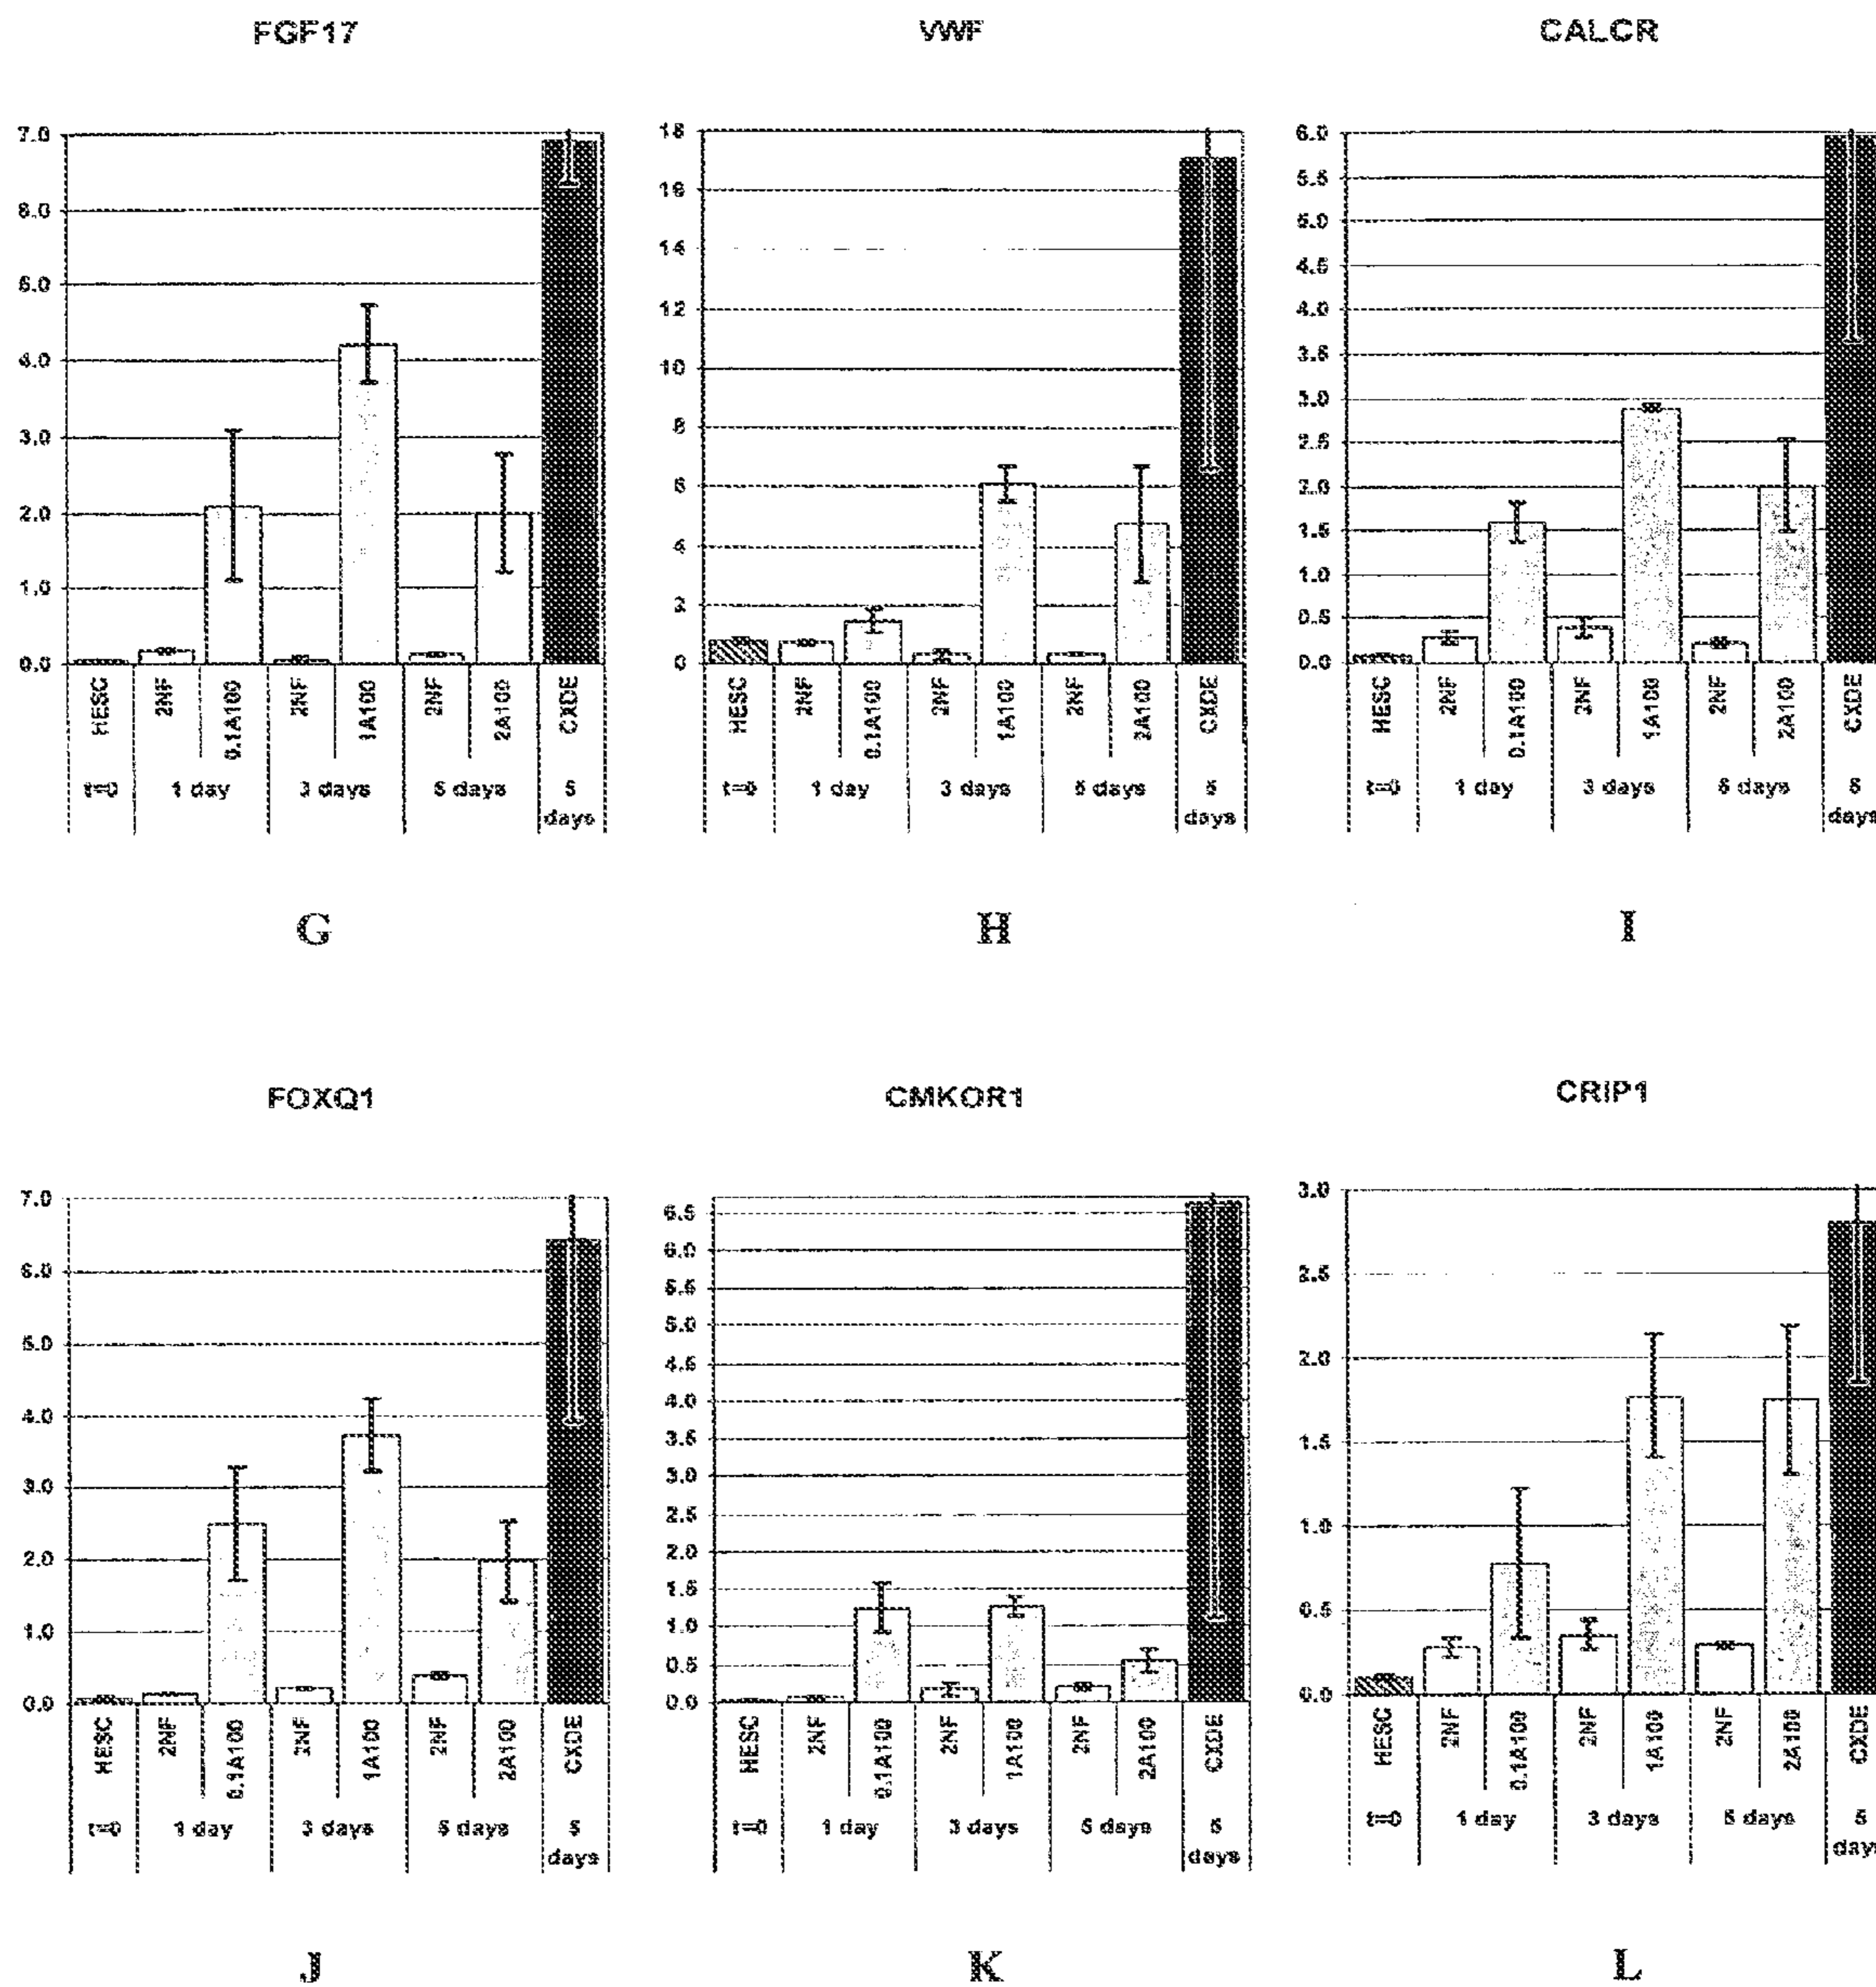 FGF17
7.0
6.0
5.0
4.0
3.0
2.0
1.0
0.0
HESC
2NF
0.1A100
2NF
1A100
2NF
2A100
CXDE
t=0
1 day
3 days
5 days
5
days
G
VWF
18
16
14
12
10
8
6
4
2
0
HESC
2NF
0.1A100
2NF
1A100
2NF
2A100
CXDE
t=0
1 day
3 days
5 days
5
days
H
CALCR
6.0
5.5
5.0
4.5
4.0
3.5
3.0
2.5
2.0
1.5
1.0
0.5
0.0
HESC
2NF
0.1A100
2NF
1A100
2NF
2A100
CXDE
t=0
1 day
3 days
5 days
5
days
I
FOXQ1
7.0
6.0
5.0
4.0
3.0
2.0
1.0
0.0
HESC
2NF
0.1A100
2NF
1A100
2NF
2A100
CXDE
t=0
1 day
3 days
5 days
5
days
J
CMKOR1
6.5
6.0
5.5
5.0
4.5
4.0
3.5
3.0
2.5
2.0
1.5
1.0
0.5
0.0
HESC
2NF
0.1A100
2NF
1A100
2NF
2A100
CXDE
t=0
1 day
3 days
5 days
5
days
K
CRIP1
3.0
2.5
2.0
1.5
1.0
0.5
0.0
HESC
2NF
0.1A100
2NF
1A100
2NF
2A100
CXDE
t=0
1 day
3 days
5 days
5
days
L